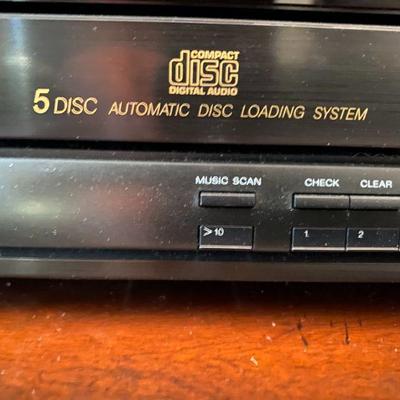 COMPACT
disc
DIGITAL AUDIO
5 DISC AUTOMATIC DISC LOADING SYSTEM
MUSIC SCAN CHECK CLEAR
≥10 1 2